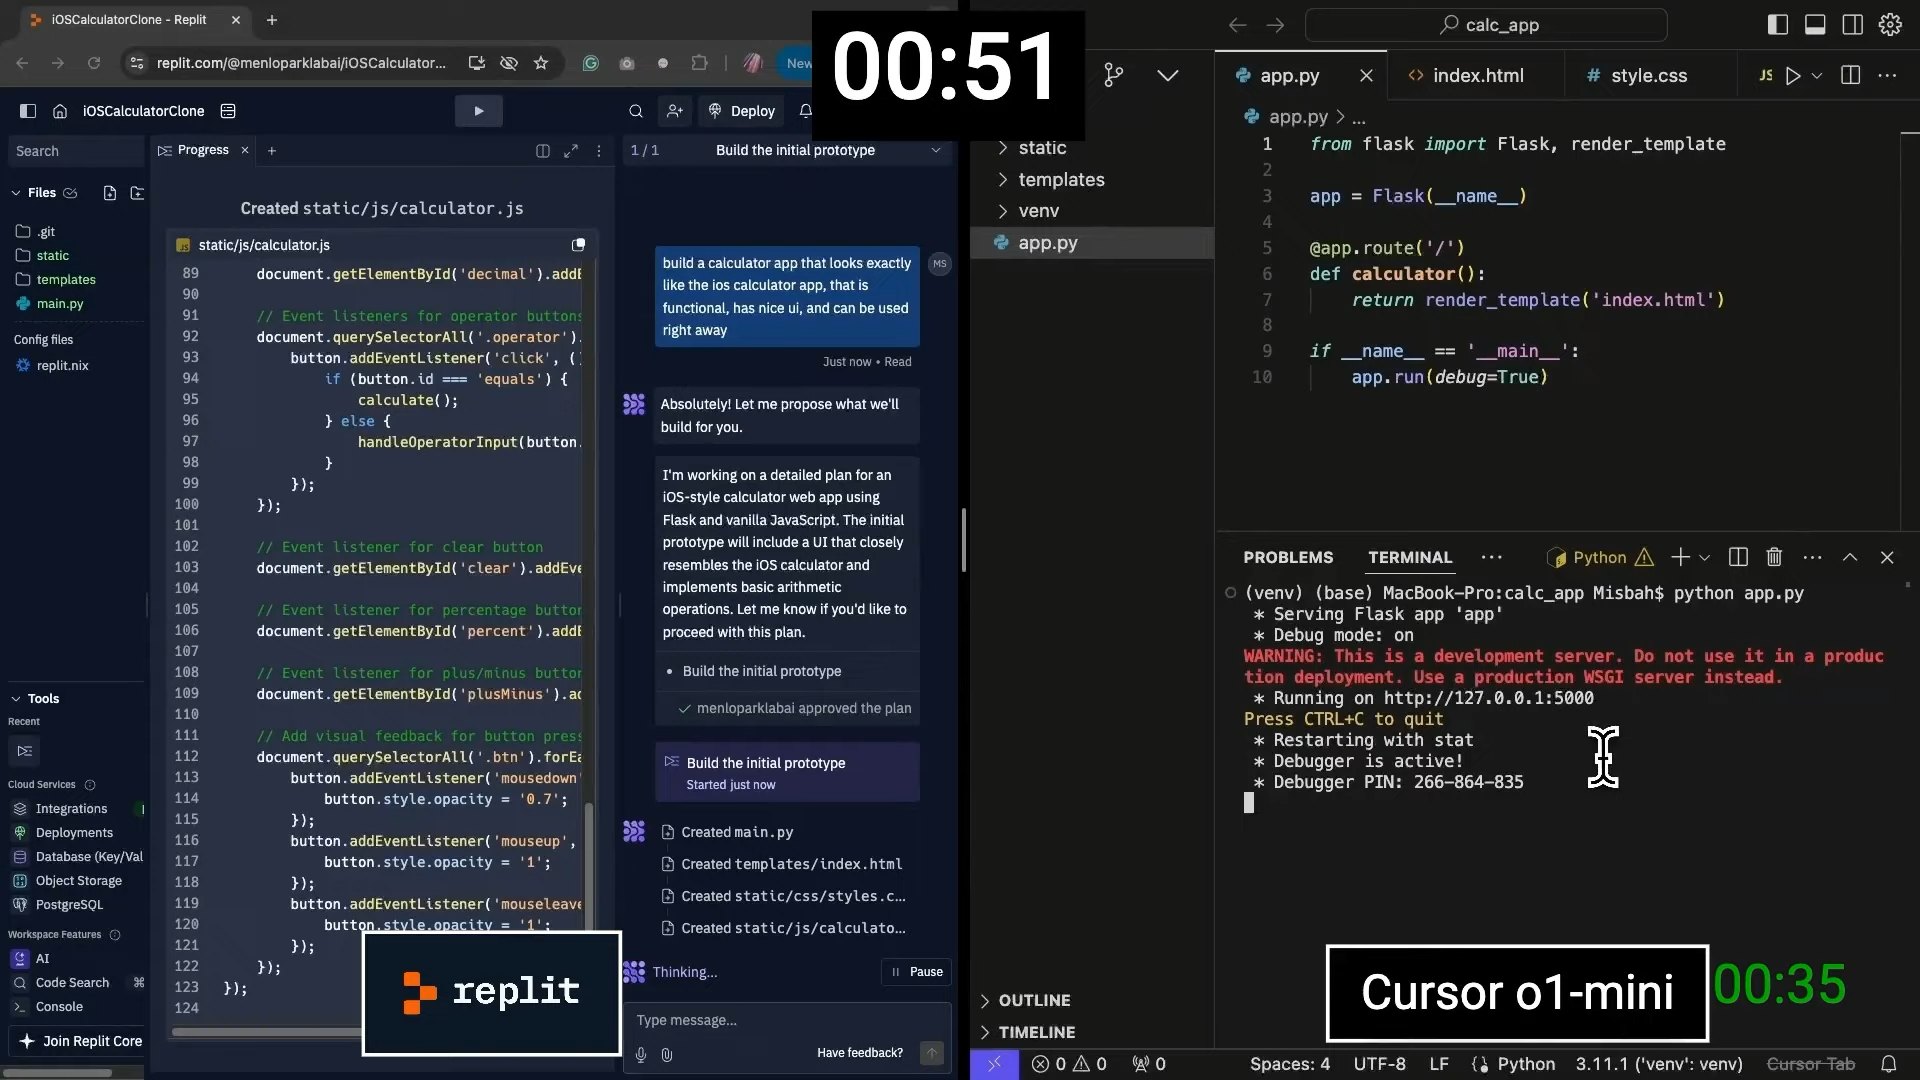 iOSCalculatorClone - Replit
replit.com/@menloparklabai/iOSCalculator...
New
iOSCalculatorClone
Deploy
Search
Files
.git
static
templates
main.py
Config files
replit.nix
Tools
Recent
Cloud Services
Integrations
Deployments
Database (Key/Val
Object Storage
PostgreSQL
Workspace Features
AI
Code Search
Console
Join Replit Core
Progress
Created static/js/calculator.js
static/js/calculator.js
89 document.getElementById('decimal').addE
90
91 // Event listeners for operator buttons
92 document.querySelectorAll('.operator').
93 button.addEventListener('click', ()
94 if (button.id === 'equals') {
95 calculate();
96 } else {
97 handleOperatorInput(button.
98 }
99 });
100 });
101
102 // Event listener for clear button
103 document.getElementById('clear').addEve
104
105 // Event listener for percentage button
106 document.getElementById('percent').addE
107
108 // Event listener for plus/minus button
109 document.getElementById('plusMinus').ad
110
111 // Add visual feedback for button press
112 document.querySelectorAll('.btn').forEa
113 button.addEventListener('mousedown'
114 button.style.opacity = '0.7';
115 });
116 button.addEventListener('mouseup',
117 button.style.opacity = '1';
118 });
119 button.addEventListener('mouseleave
120 button.style.opacity = '1';
121 });
122 });
123 });
124
replit
1 / 1
Build the initial prototype
build a calculator app that looks exactly
like the ios calculator app, that is
functional, has nice ui, and can be used
right away
MS
Just now • Read
Absolutely! Let me propose what we'll
build for you.
I'm working on a detailed plan for an
iOS-style calculator web app using
Flask and vanilla JavaScript. The initial
prototype will include a UI that closely
resembles the iOS calculator and
implements basic arithmetic
operations. Let me know if you'd like to
proceed with this plan.
• Build the initial prototype
menloparklabai approved the plan
Build the initial prototype
Started just now
Created main.py
Created templates/index.html
Created static/css/styles.c...
Created static/js/calculato...
Thinking...
Pause
Type message...
Have feedback?
00:51
calc_app
static
templates
venv
app.py
OUTLINE
TIMELINE
app.py
index.html
# style.css
JS
app.py > ...
1 from flask import Flask, render_template
2
3 app = Flask(__name__)
4
5 @app.route('/')
6 def calculator():
7 return render_template('index.html')
8
9 if __name__ == '__main__':
10 app.run(debug=True)
PROBLEMS
TERMINAL
Python
(venv) (base) MacBook-Pro:calc_app Misbah$ python app.py
* Serving Flask app 'app'
* Debug mode: on
WARNING: This is a development server. Do not use it in a produc
tion deployment. Use a production WSGI server instead.
* Running on http://127.0.0.1:5000
Press CTRL+C to quit
* Restarting with stat
* Debugger is active!
* Debugger PIN: 266-864-835
Cursor o1-mini
00:35
0 0
0
Spaces: 4
UTF-8
LF
Python
3.11.1 ('venv': venv)
Cursor Tab